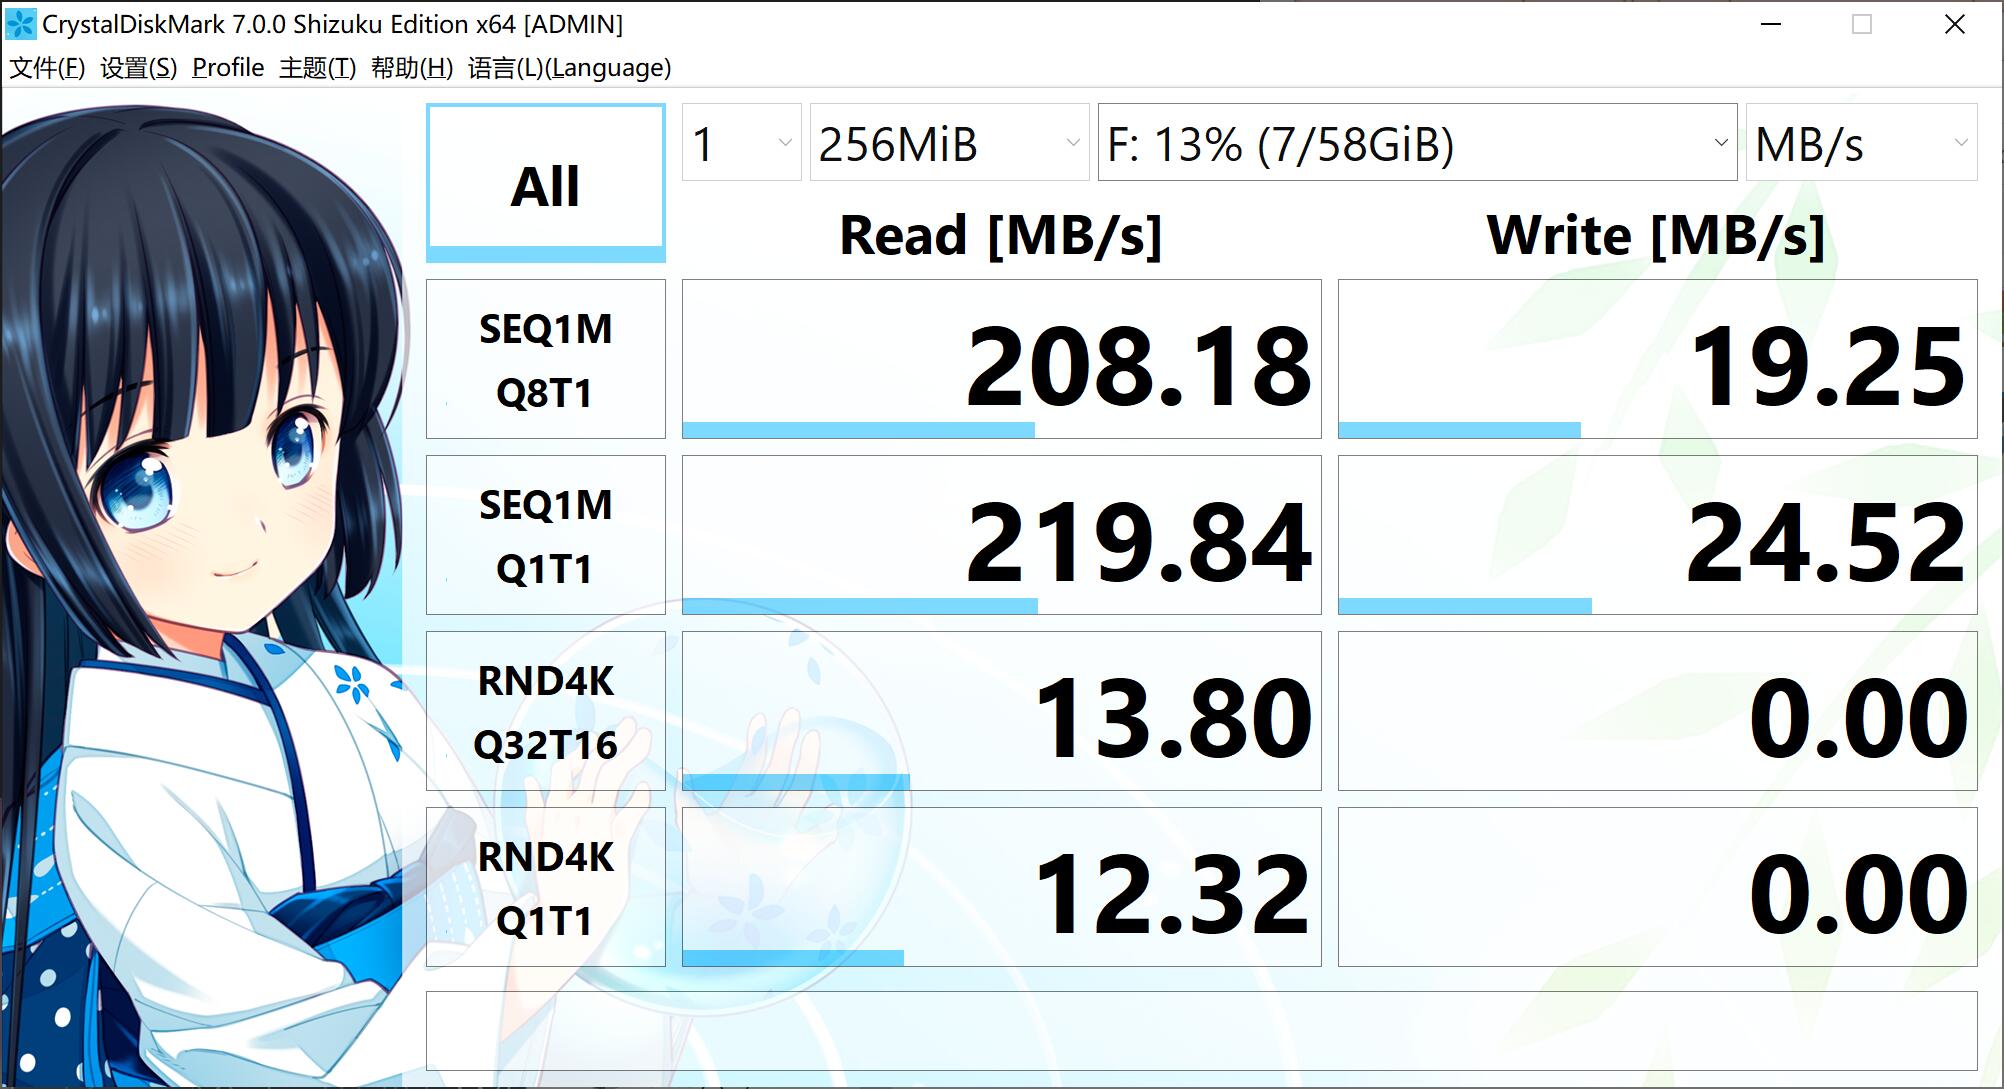 CrystalDiskMark 7.0.0 Shizuku Edition x64 [ADMIN]
文件(F) 设置(S) Profile 主题(T) 帮助(H) 语言(L)(Language)
All
1 256MiB F: 13% (7/58GiB) MB/s
Read [MB/s] Write [MB/s]
SEQ1M
Q8T1
208.18 19.25
SEQ1M
Q1T1
219.84 24.52
RND4K
Q32T16
13.80 0.00
RND4K
Q1T1
12.32 0.00